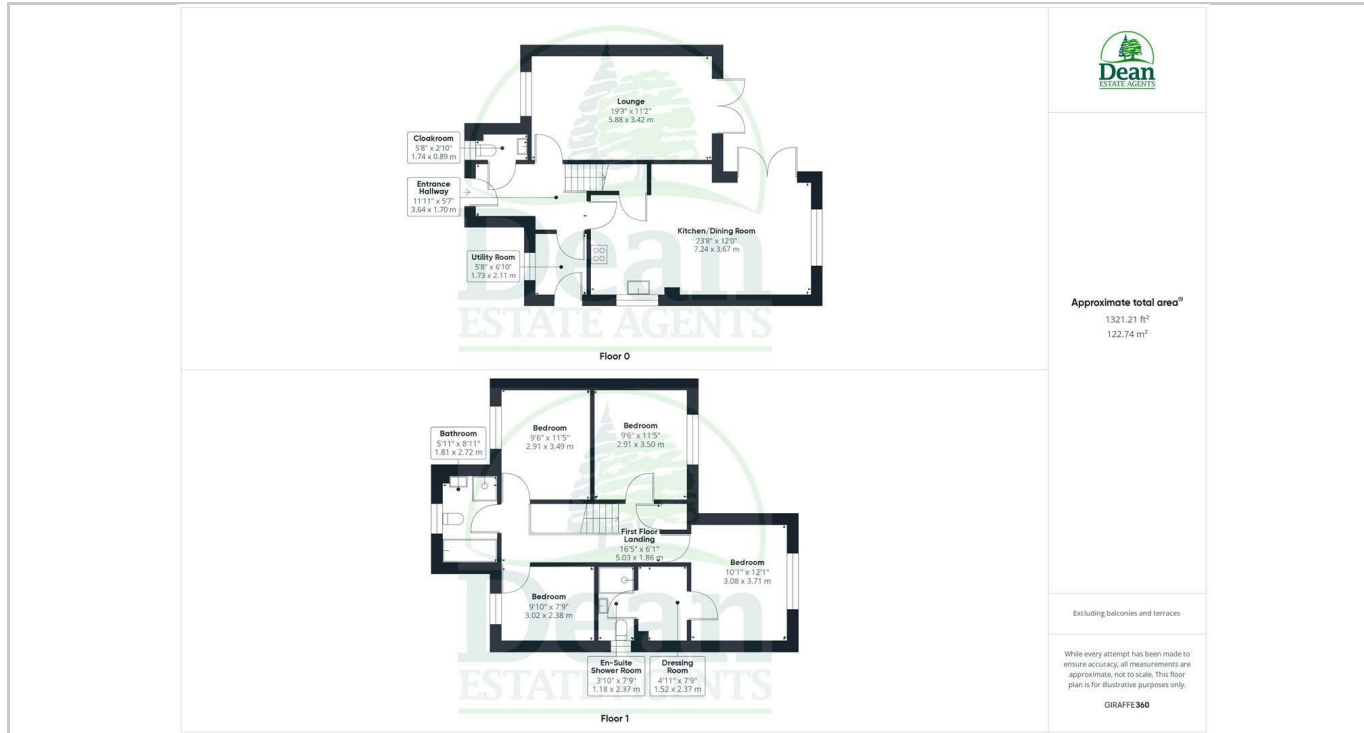 Lounge
19'3" x 11'2"
5.88 x 3.42 m
Cloakroom
5'8" x 2'10"
1.74 x 0.89 m
Entrance
Hallway
11'11" x 5'7"
3.64 x 1.70 m
Kitchen/Dining Room
23'8" x 12'0"
7.24 x 3.67 m
Utility Room
5'8" x 6'10"
1.73 x 2.11 m
Dean
ESTATE AGENTS
Floor 0
Bedroom
9'6" x 11'5"
2.91 x 3.49 m
Bedroom
9'6" x 11'5"
2.91 x 3.50 m
Bathroom
5'11" x 8'11"
1.81 x 2.72 m
First Floor
Landing
16'5" x 6'1"
5.03 x 1.86 m
Bedroom
10'1" x 12'1"
3.08 x 3.71 m
Bedroom
9'10" x 7'9"
3.02 x 2.38 m
En-Suite
Shower Room
3'10" x 7'9"
1.18 x 2.37 m
Dressing
Room
4'11" x 7'9"
1.52 x 2.37 m
Dean
ESTATE AGENTS
Floor 1
Dean
ESTATE AGENTS
Approximate total area(1)
1321.21 ft²
122.74 m²
Excluding balconies and terraces
While every attempt has been made to
ensure accuracy, all measurements are
approximate, not to scale. This floor
plan is for illustrative purposes only.
GIRAFFE360